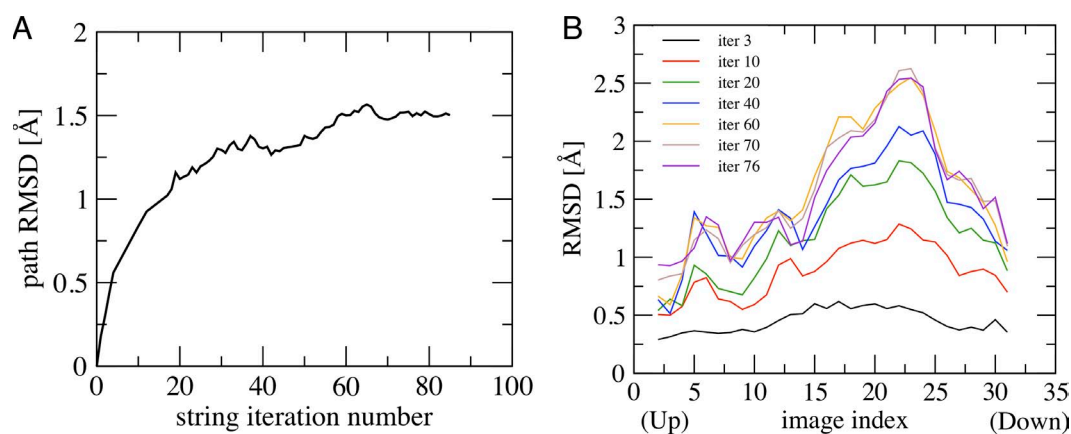 A
2
1.5
1
0.5
0
path RMSD [Å]
0 20 40 60 80 100
string iteration number
B
3
2.5
2
1.5
1
0.5
0
RMSD [Å]
iter 3
iter 10
iter 20
iter 40
iter 60
iter 70
iter 76
0 5 10 15 20 25 30 35
(Up) image index (Down)